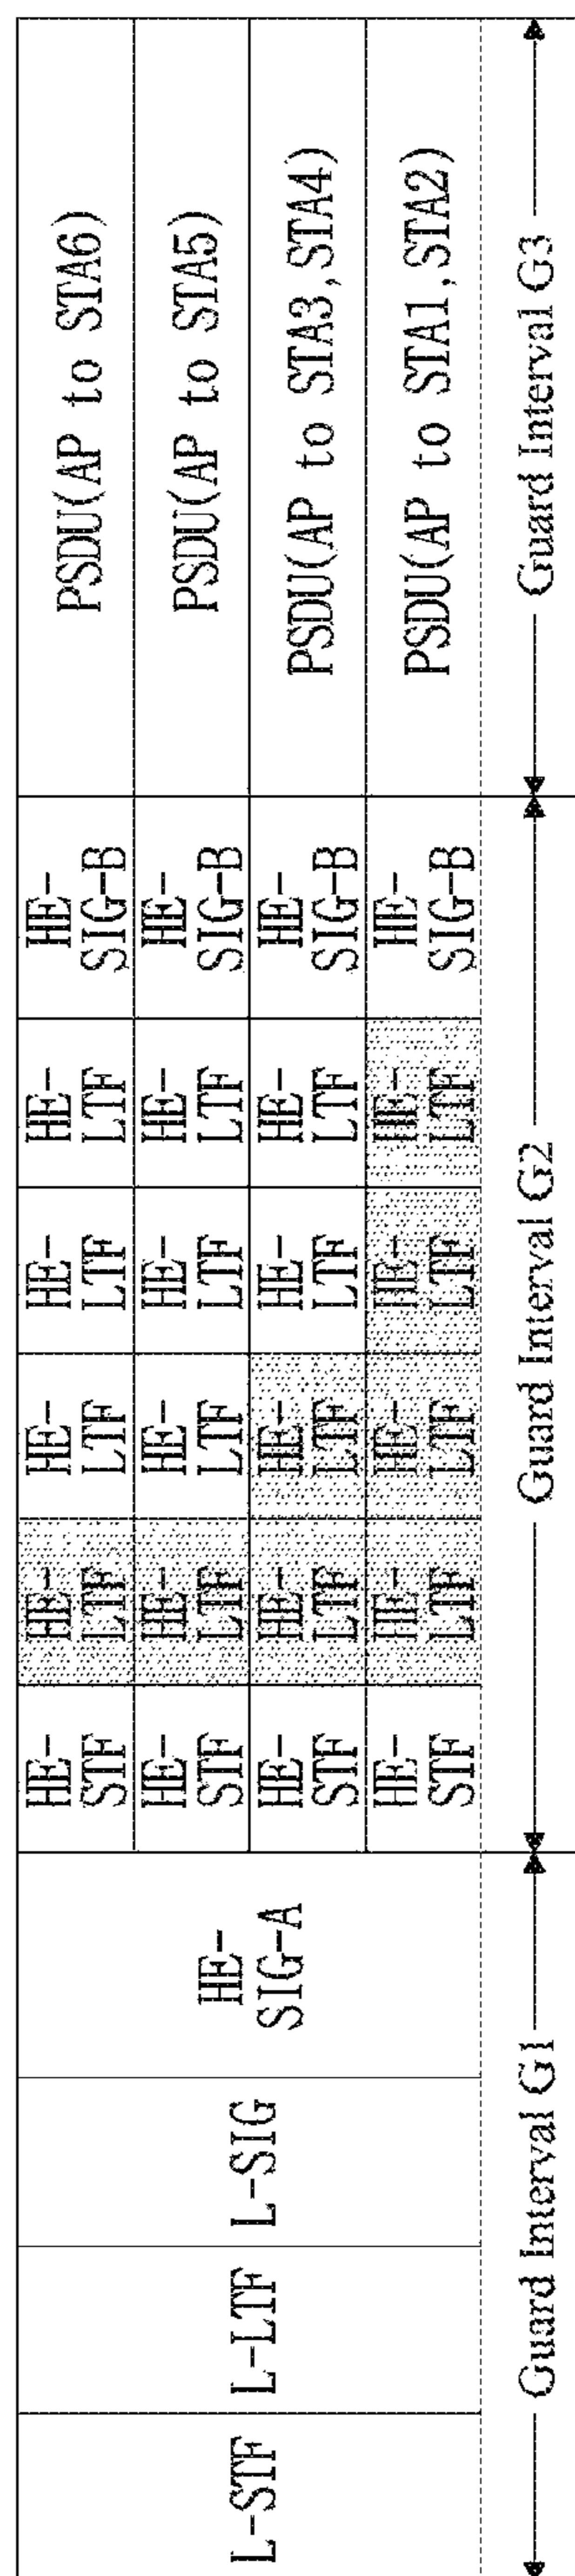 L-STF
L-LTF
L-SIG
HE-
SIG-A
HE-
STF
HE-
LTF
HE-
LTF
HE-
LTF
HE-
LTF
HE-
SIG-B
PSDU(AP to STA6)
HE-
STF
HE-
LTF
HE-
LTF
HE-
LTF
HE-
LTF
HE-
SIG-B
PSDU(AP to STA5)
HE-
STF
HE-
LTF
HE-
LTF
HE-
LTF
HE-
LTF
HE-
SIG-B
PSDU(AP to STA3,STA4)
HE-
STF
HE-
LTF
HE-
LTF
HE-
LTF
HE-
LTF
HE-
SIG-B
PSDU(AP to STA1,STA2)
Guard Interval G1
Guard Interval G2
Guard Interval G3